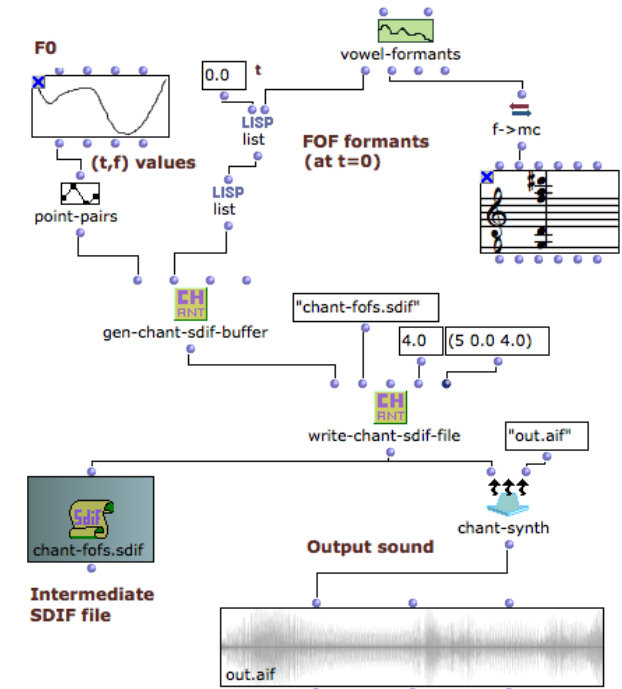 F0
vowel-formants
0.0
t
LISP
list
FOF formants
(at t=0)
f->mc
(t,f) values
LISP
list
point-pairs
CH
ANT
gen-chant-sdif-buffer
"chant-fofs.sdif"
4.0
(5 0.0 4.0)
CH
ANT
write-chant-sdif-file
"out.aif"
Sdif
chant-fofs.sdif
chant-synth
Output sound
Intermediate
SDIF file
out.aif